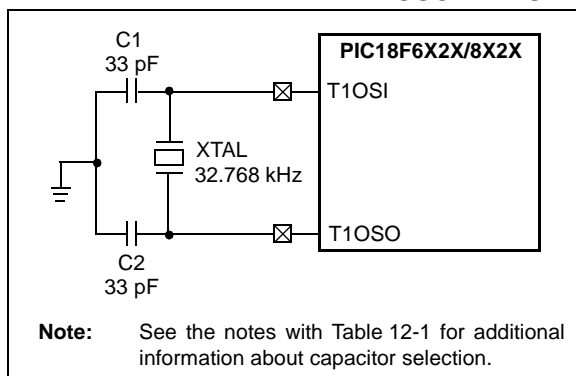 C1
33 pF
PIC18F6X2X/8X2X
T1OSI
XTAL
32.768 kHz
T1OSO
C2
33 pF
Note: See the notes with Table 12-1 for additional
information about capacitor selection.